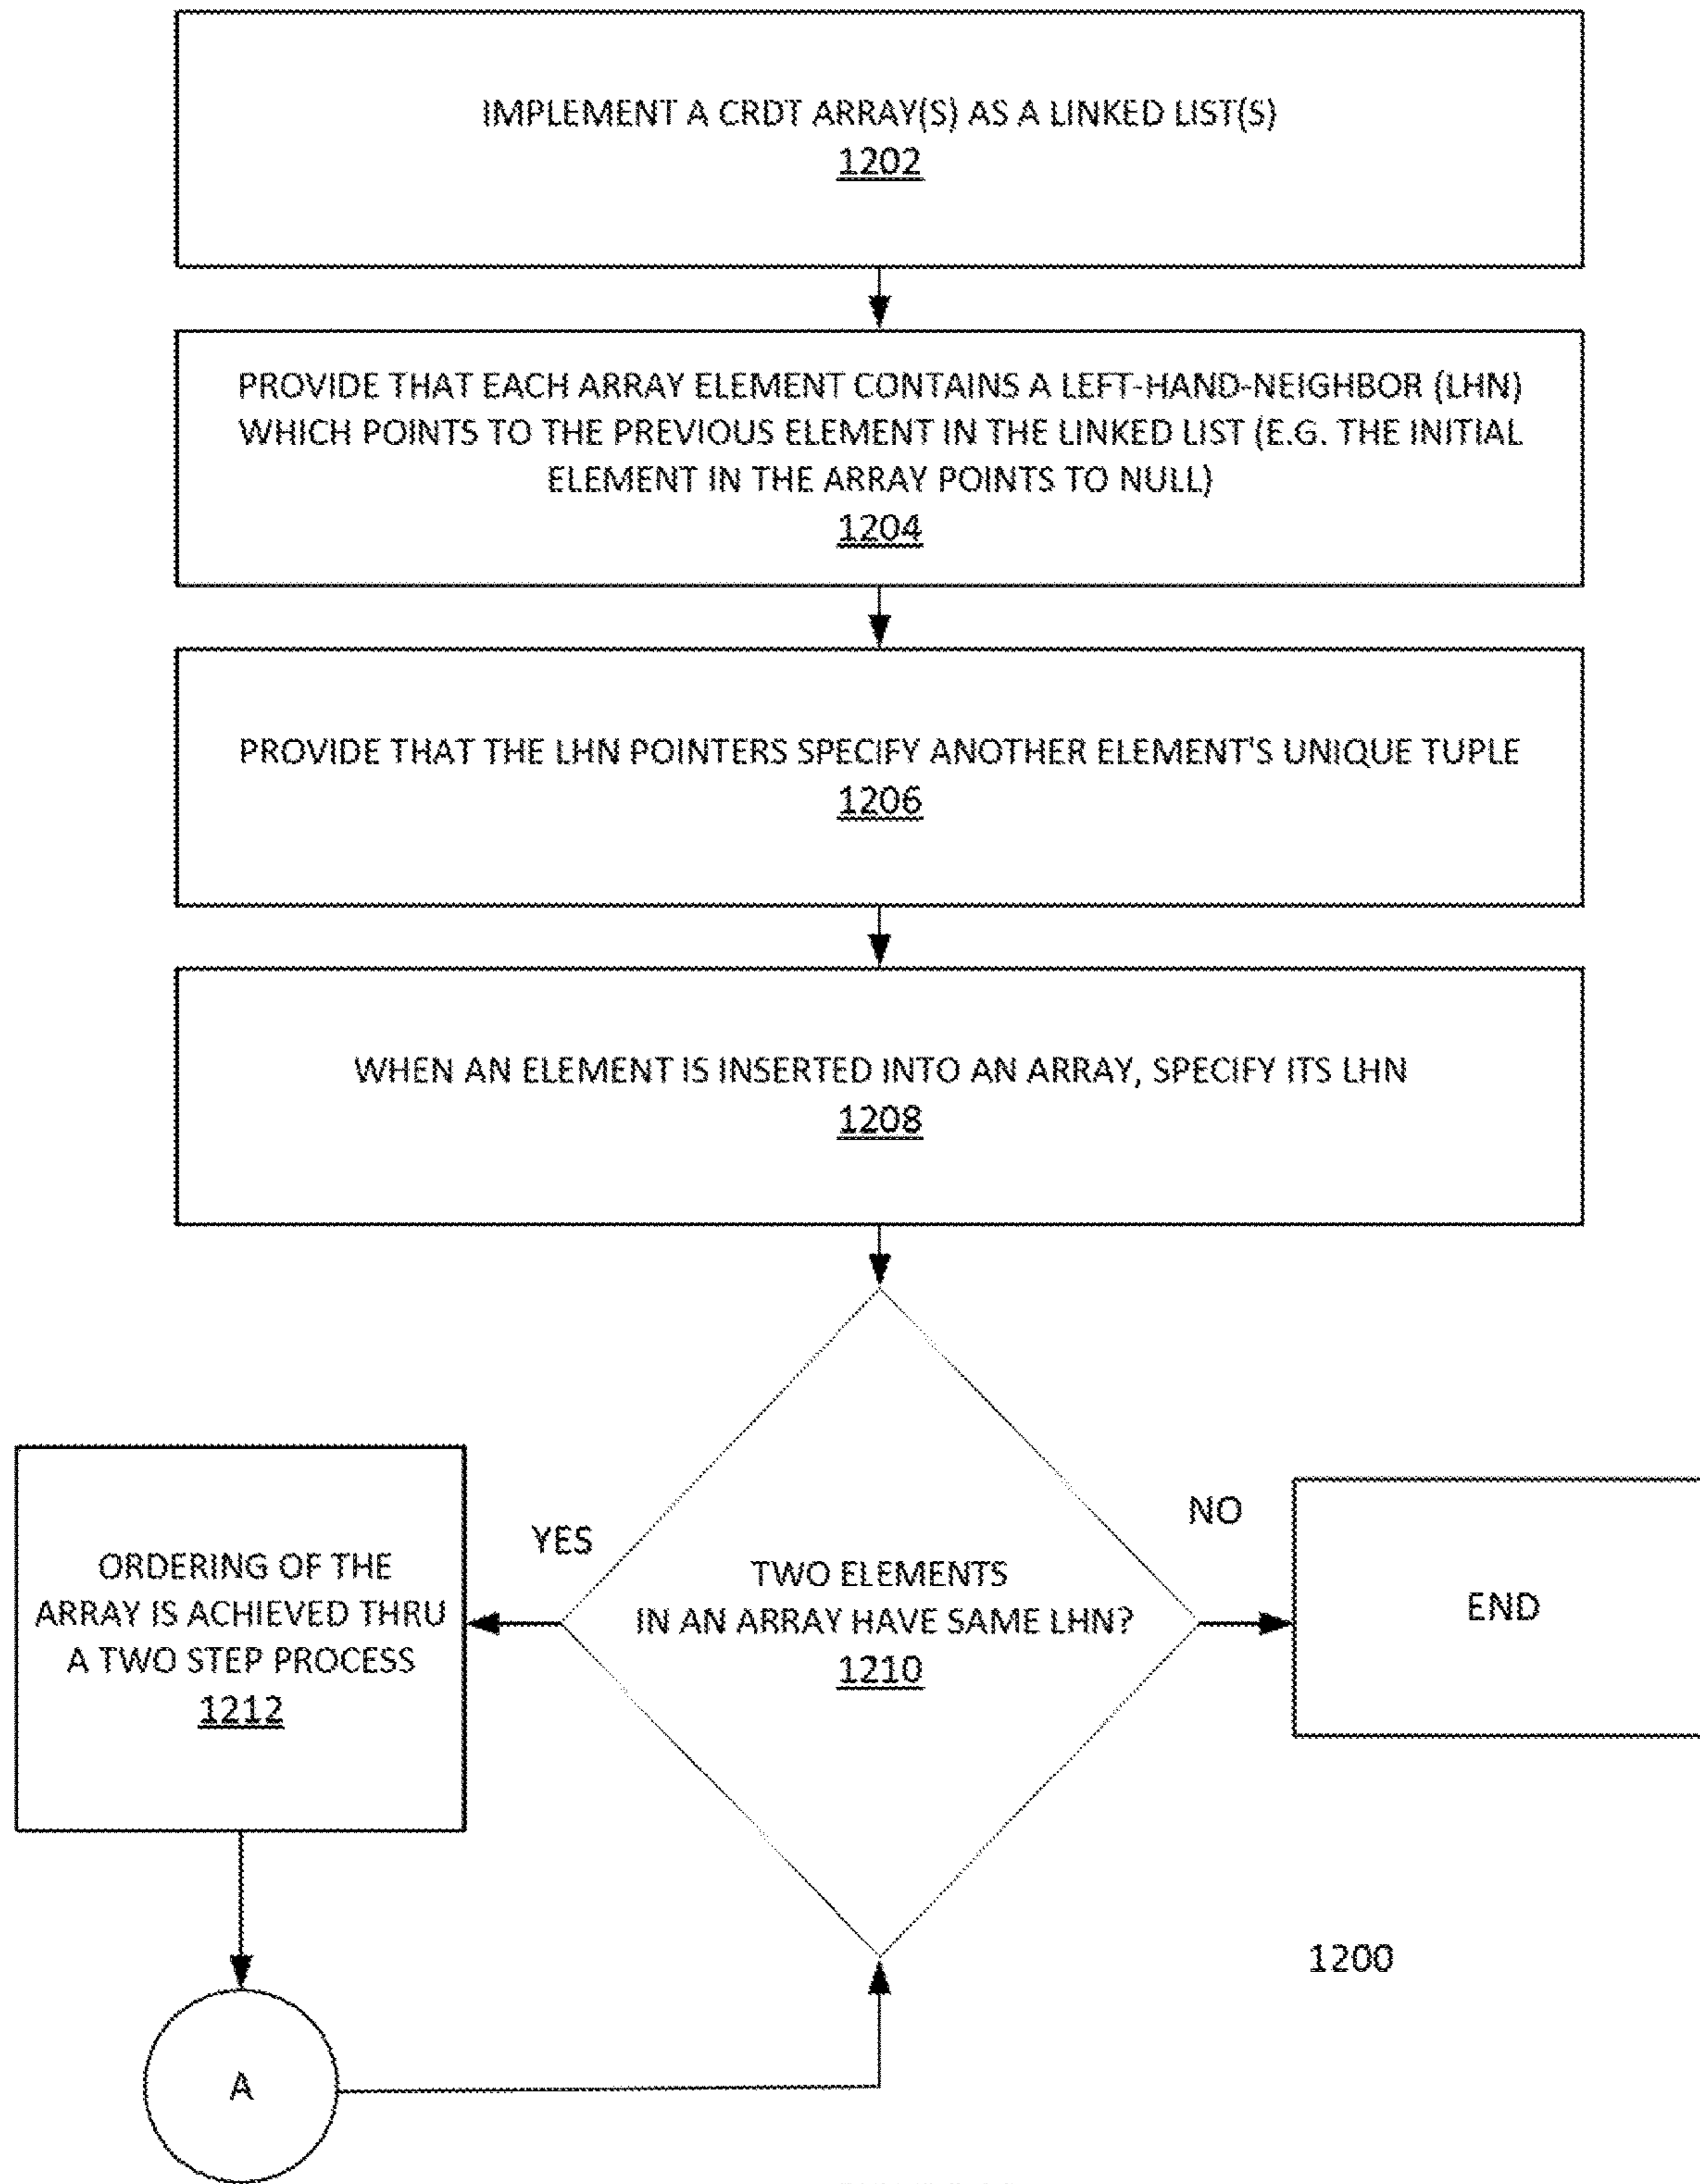 IMPLEMENT A CRDT ARRAY(S) AS A LINKED LIST(S)
1202
PROVIDE THAT EACH ARRAY ELEMENT CONTAINS A LEFT-HAND-NEIGHBOR (LHN)
WHICH POINTS TO THE PREVIOUS ELEMENT IN THE LINKED LIST (E.G. THE INITIAL
ELEMENT IN THE ARRAY POINTS TO NULL)
1204
PROVIDE THAT THE LHN POINTERS SPECIFY ANOTHER ELEMENT'S UNIQUE TUPLE
1206
WHEN AN ELEMENT IS INSERTED INTO AN ARRAY, SPECIFY ITS LHN
1208
YES
NO
ORDERING OF THE
ARRAY IS ACHIEVED THRU
A TWO STEP PROCESS
1212
TWO ELEMENTS
IN AN ARRAY HAVE SAME LHN?
1210
END
1200
A